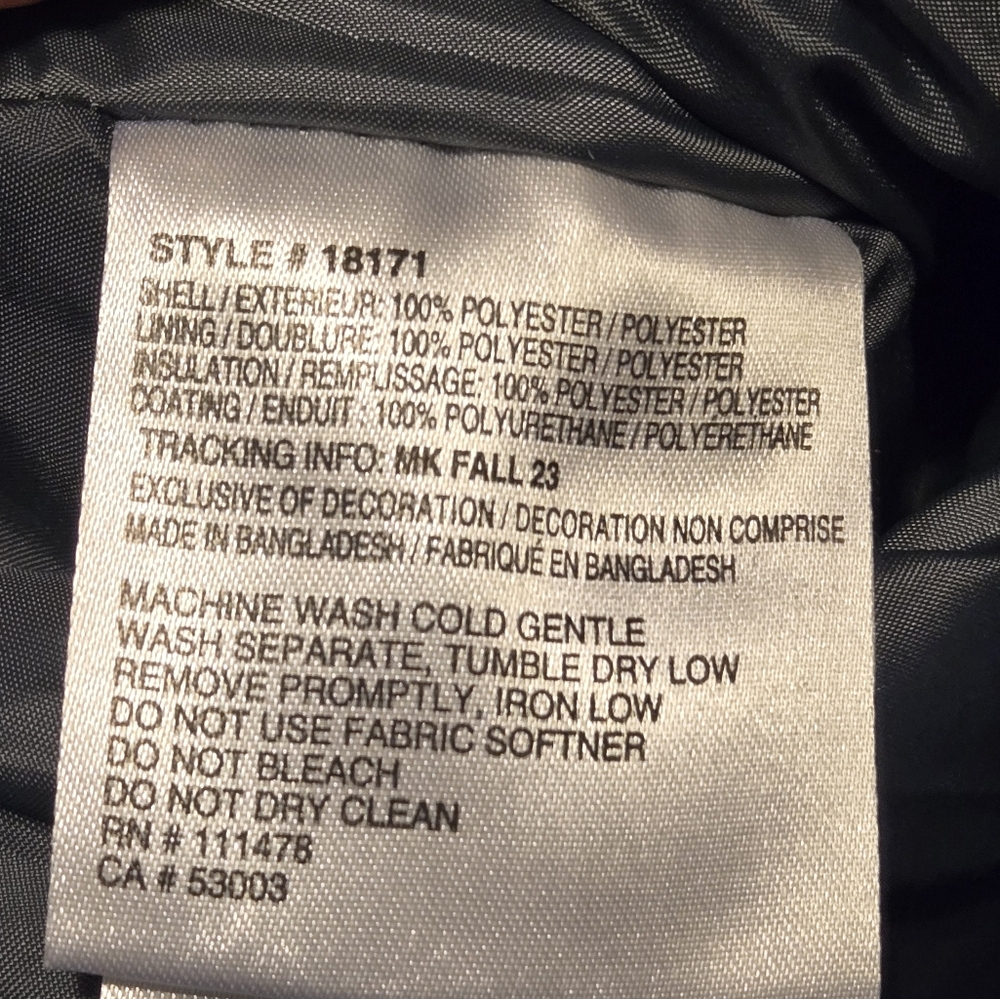 STYLE # 18171
SHELL / EXTERIEUR: 100% POLYESTER / POLYESTER
LINING / DOUBLURE: 100% POLYESTER / POLYESTER
INSULATION / REMPLISSAGE: 100% POLYESTER / POLYESTER
COATING / ENDUIT : 100% POLYURETHANE / POLYERETHANE
TRACKING INFO: MK FALL 23
EXCLUSIVE OF DECORATION / DECORATION NON COMPRISE
MADE IN BANGLADESH / FABRIQUÉ EN BANGLADESH
MACHINE WASH COLD GENTLE
WASH SEPARATE, TUMBLE DRY LOW
REMOVE PROMPTLY, IRON LOW
DO NOT USE FABRIC SOFTNER
DO NOT BLEACH
DO NOT DRY CLEAN
RN # 111478
CA # 53003